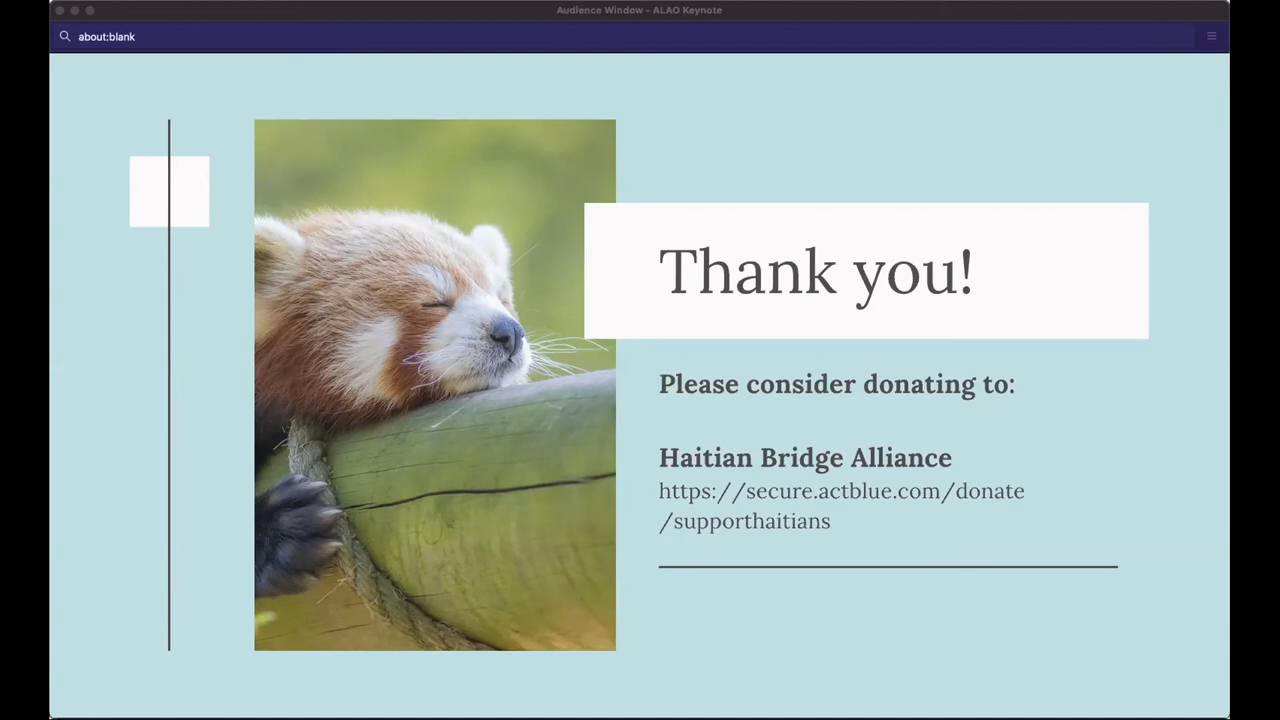 Audience Window - ALAO Keynote
about:blank
Thank you!
Please consider donating to:
Haitian Bridge Alliance
https://secure.actblue.com/donate
/supporthaitians